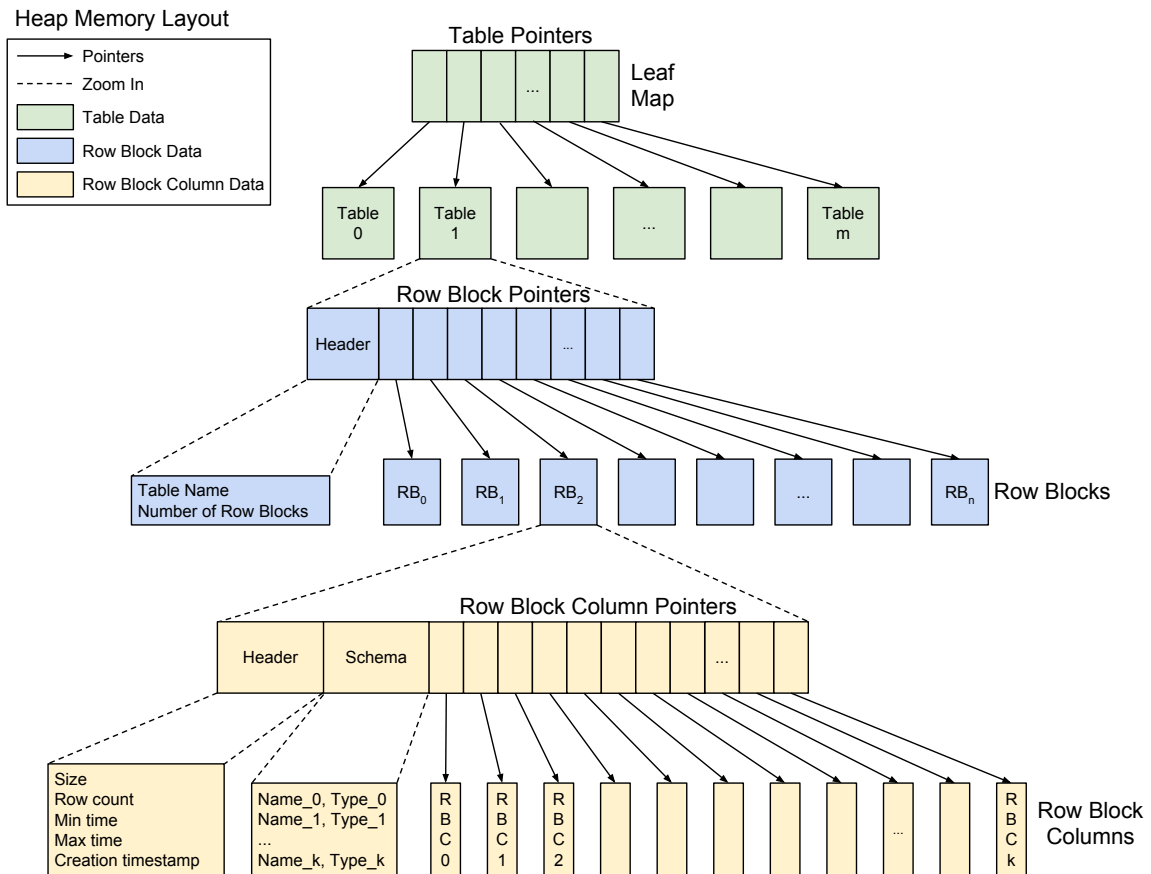 Heap Memory Layout
Pointers
Zoom In
Table Data
Row Block Data
Row Block Column Data
Table Pointers
...
Leaf
Map
Table
0
Table
1
...
Table
m
Row Block Pointers
Header
...
Table Name
Number of Row Blocks
RB0
RB1
RB2
...
RBn
Row Blocks
Row Block Column Pointers
Header
Schema
...
Size
Row count
Min time
Max time
Creation timestamp
Name_0, Type_0
Name_1, Type_1
...
Name_k, Type_k
R
B
C
0
R
B
C
1
R
B
C
2
...
R
B
C
k
Row Block
Columns